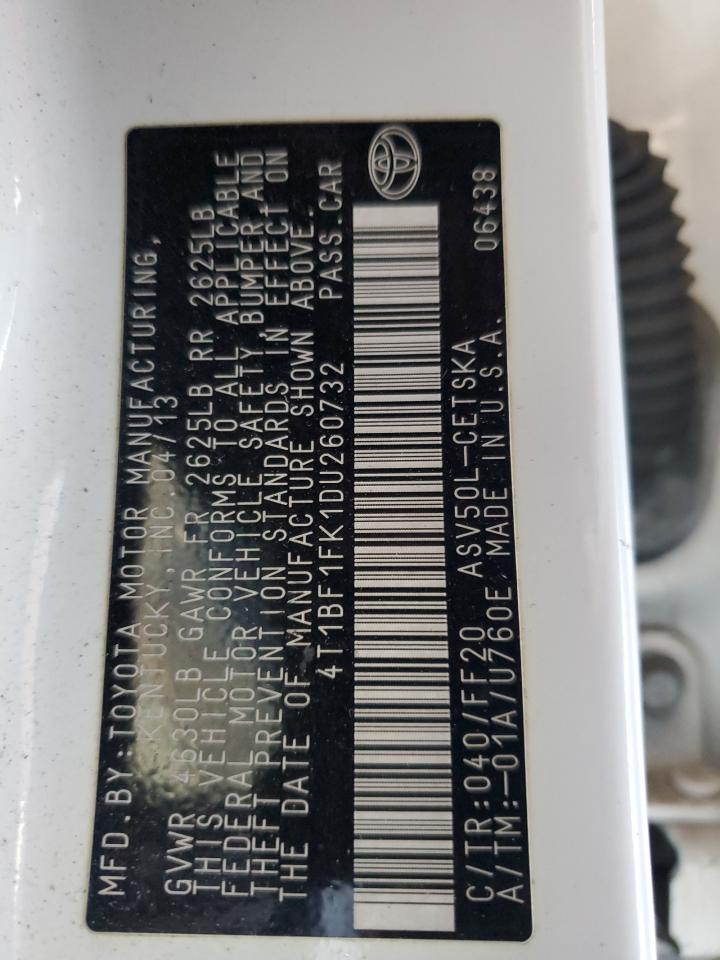 MFD.BY:TOYOTA MOTOR MANUFACTURING,
KENTUCKY,INC.04/13
GVWR 4630LB GAWR FR 2625LB RR 2625LB
THIS VEHICLE CONFORMS TO ALL APPLICABLE
FEDERAL MOTOR VEHICLE SAFETY BUMPER AND
THEFT PREVENTION STANDARDS IN EFFECT ON
THE DATE OF MANUFACTURE SHOWN ABOVE.
4T1BF1FK1DU260732 PASS.CAR
C/TR:040/FF20 ASV50L-CETSKA 06438
A/TM:-01A/U760E MADE IN U.S.A.